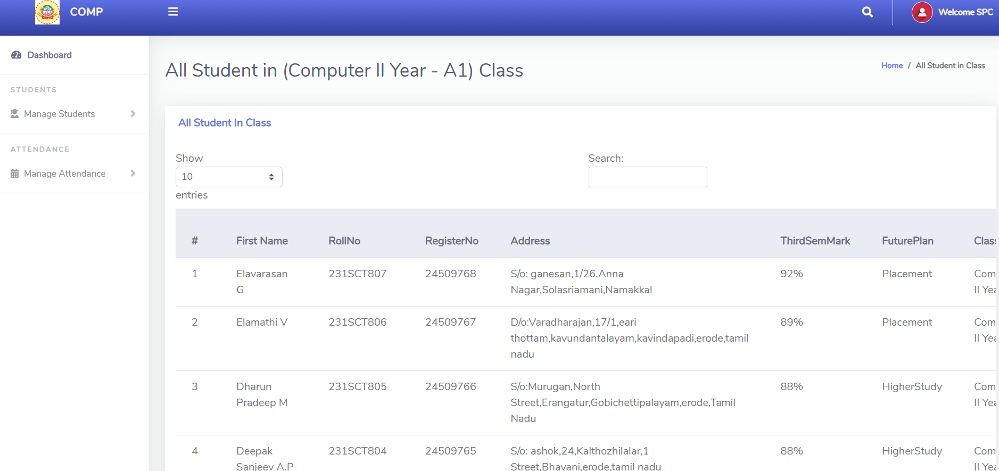 COMP
Welcome SPC
Dashboard
STUDENTS
Manage Students
ATTENDANCE
Manage Attendance
All Student in (Computer II Year - A1) Class
Home / All Student in Class
All Student In Class
Show
10
entries
Search:
# First Name RollNo RegisterNo Address ThirdSemMark FuturePlan Clas
1 Elavarasan 231SCT807 24509768 S/o: ganesan,1/26,Anna 92% Placement Com
G Nagar,Solasriamani,Namakkal II Yea
2 Elamathi V 231SCT806 24509767 D/o:Varadharajan,17/1,eari 89% Placement Com
thottam,kavundantalayam,kavindapadi,erode,tamil II Yea
nadu
3 Dharun 231SCT805 24509766 S/o:Murugan,North 88% HigherStudy Com
Pradeep M Street,Erangatur,Gobichettipalayam,erode,Tamil II Yea
Nadu
4 Deepak 231SCT804 24509765 S/o: ashok,24,Kalthozhilalar,1 88% HigherStudy Com
Sanjeev A.P Street,Bhavani,erode,tamil nadu II Yea